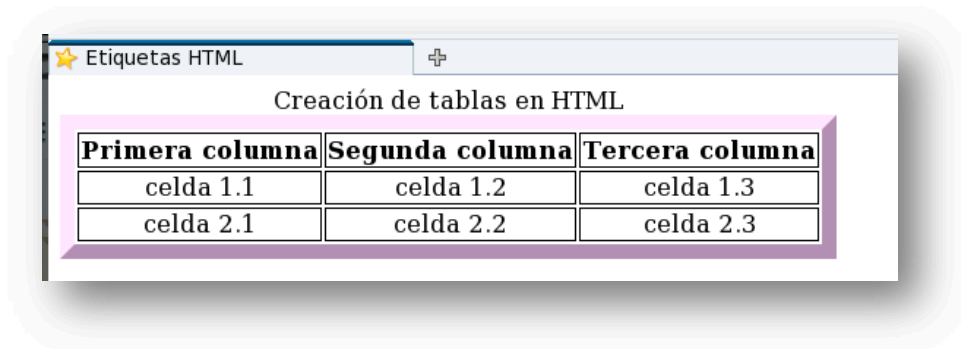 Etiquetas HTML
Creación de tablas en HTML
Primera columna Segunda columna Tercera columna
celda 1.1 celda 1.2 celda 1.3
celda 2.1 celda 2.2 celda 2.3